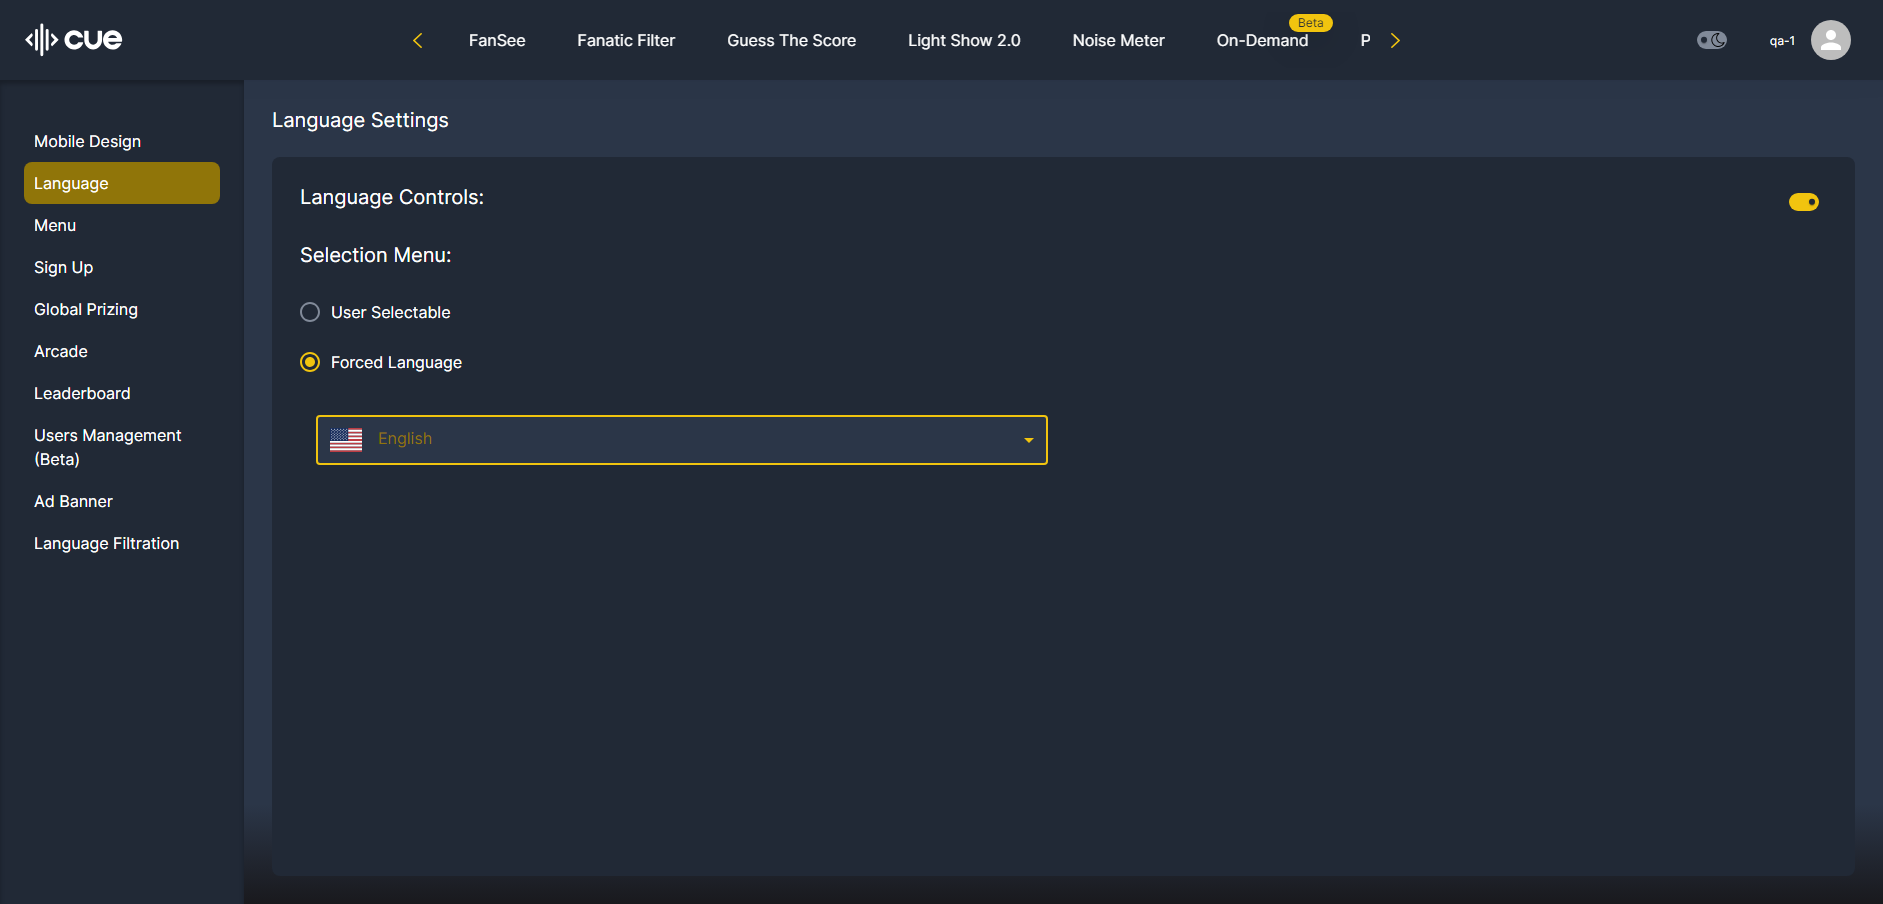 cue
FanSee
Fanatic Filter
Guess The Score
Light Show 2.0
Noise Meter
On-Demand
Beta
P
qa-1
Mobile Design
Language
Menu
Sign Up
Global Prizing
Arcade
Leaderboard
Users Management
(Beta)
Ad Banner
Language Filtration
Language Settings
Language Controls:
Selection Menu:
User Selectable
Forced Language
English